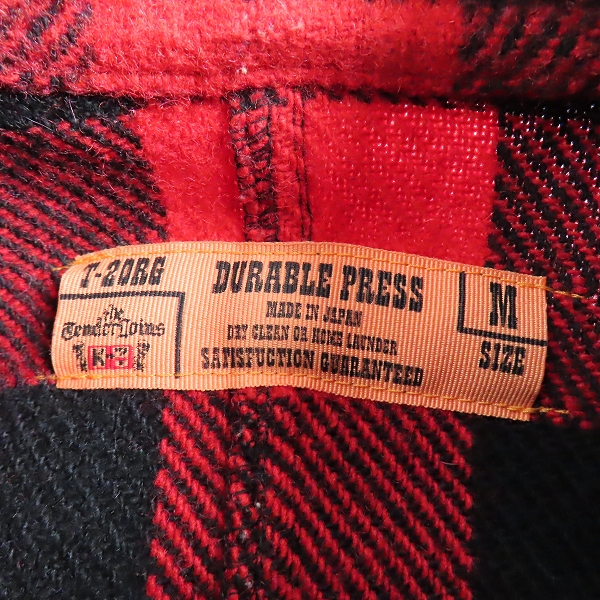 T-20RG
the
TenderLoins
DURABLE PRESS
MADE IN JAPAN
DRY CLEAN OR HOME LAUNDER
SATISFUCTION GUARANTEED
M
SIZE